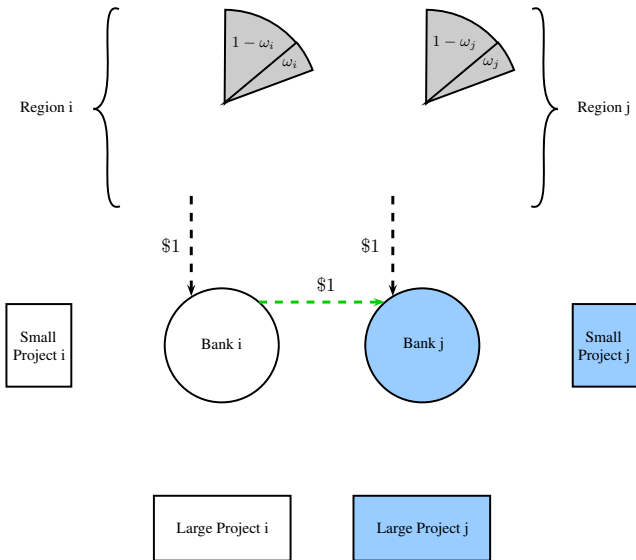 1 − ω_i
ω_i
1 − ω_j
ω_j
Region i
Region j
$1
$1
$1
Bank i
Bank j
Small
Project i
Small
Project j
Large Project i
Large Project j